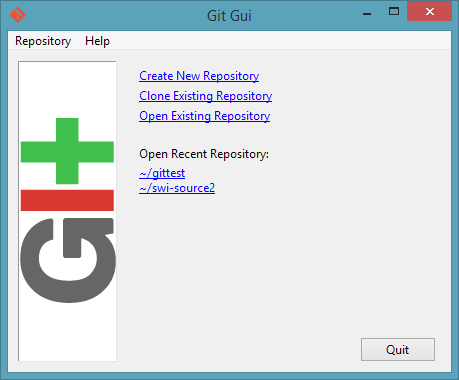 Git Gui
Repository Help
Create New Repository
Clone Existing Repository
Open Existing Repository
Open Recent Repository:
~/gittest
~/swi-source2
GIT
Quit